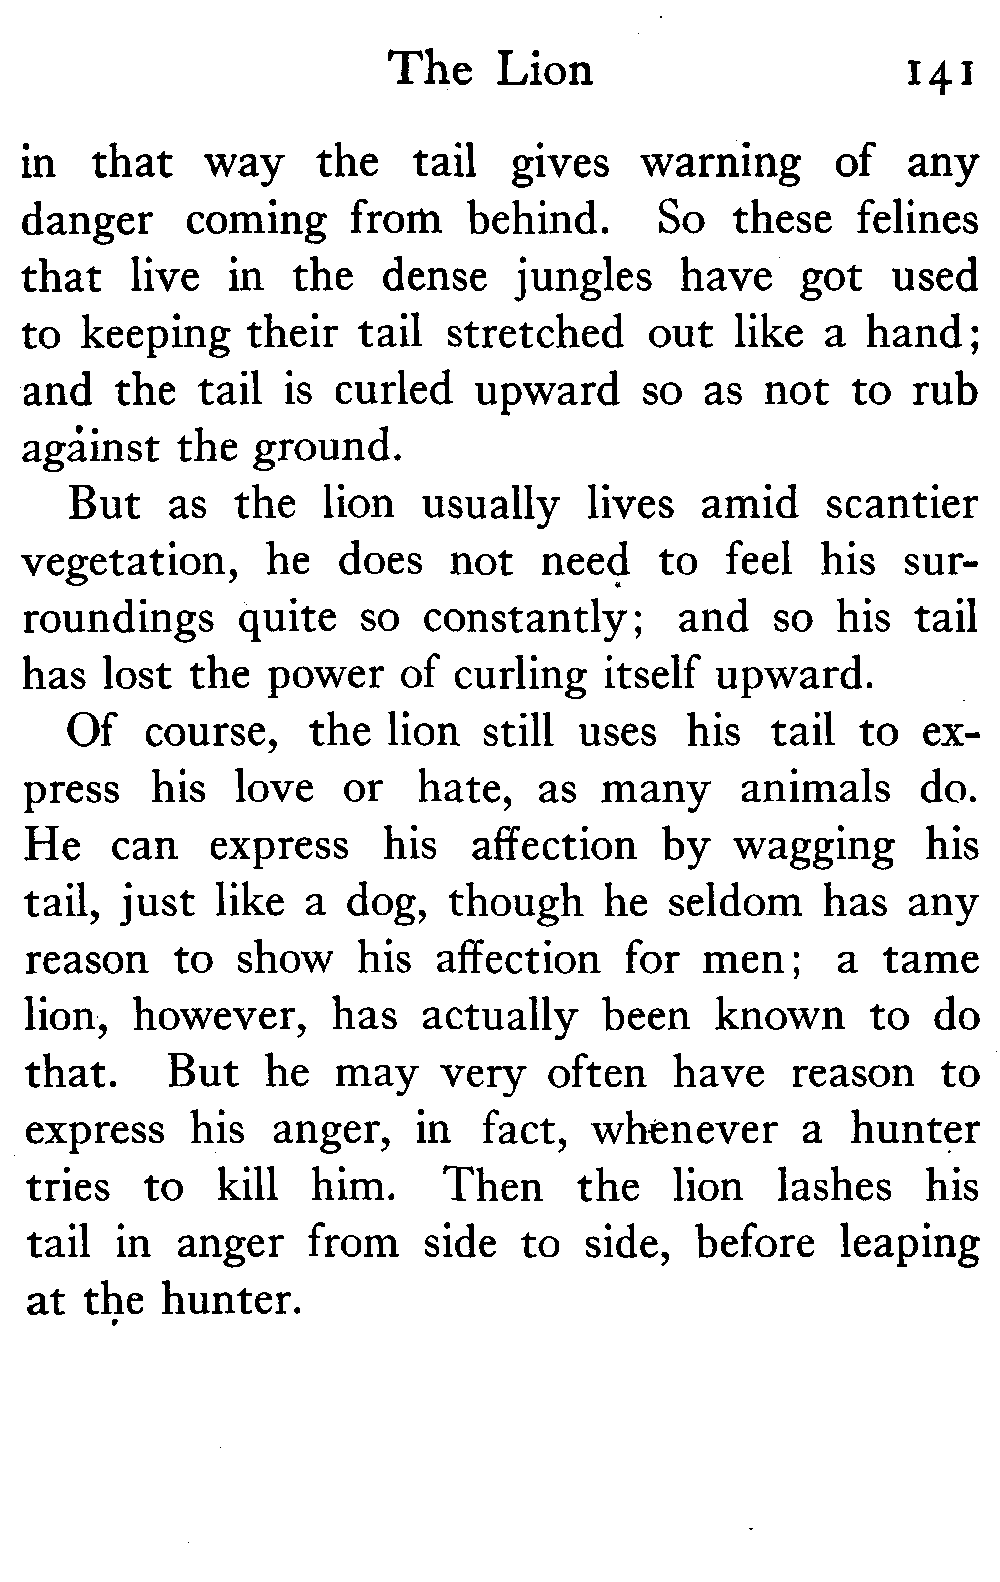 The Lion 141
in that way the tail gives warning of any
danger coming from behind. So these felines
that live in the dense jungles have got used
to keeping their tail stretched out like a hand;
and the tail is curled upward so as not to rub
against the ground.
But as the lion usually lives amid scantier
vegetation, he does not need to feel his sur-
roundings quite so constantly; and so his tail
has lost the power of curling itself upward.
Of course, the lion still uses his tail to ex-
press his love or hate, as many animals do.
He can express his affection by wagging his
tail, just like a dog, though he seldom has any
reason to show his affection for men; a tame
lion, however, has actually been known to do
that. But he may very often have reason to
express his anger, in fact, whenever a hunter
tries to kill him. Then the lion lashes his
tail in anger from side to side, before leaping
at the hunter.